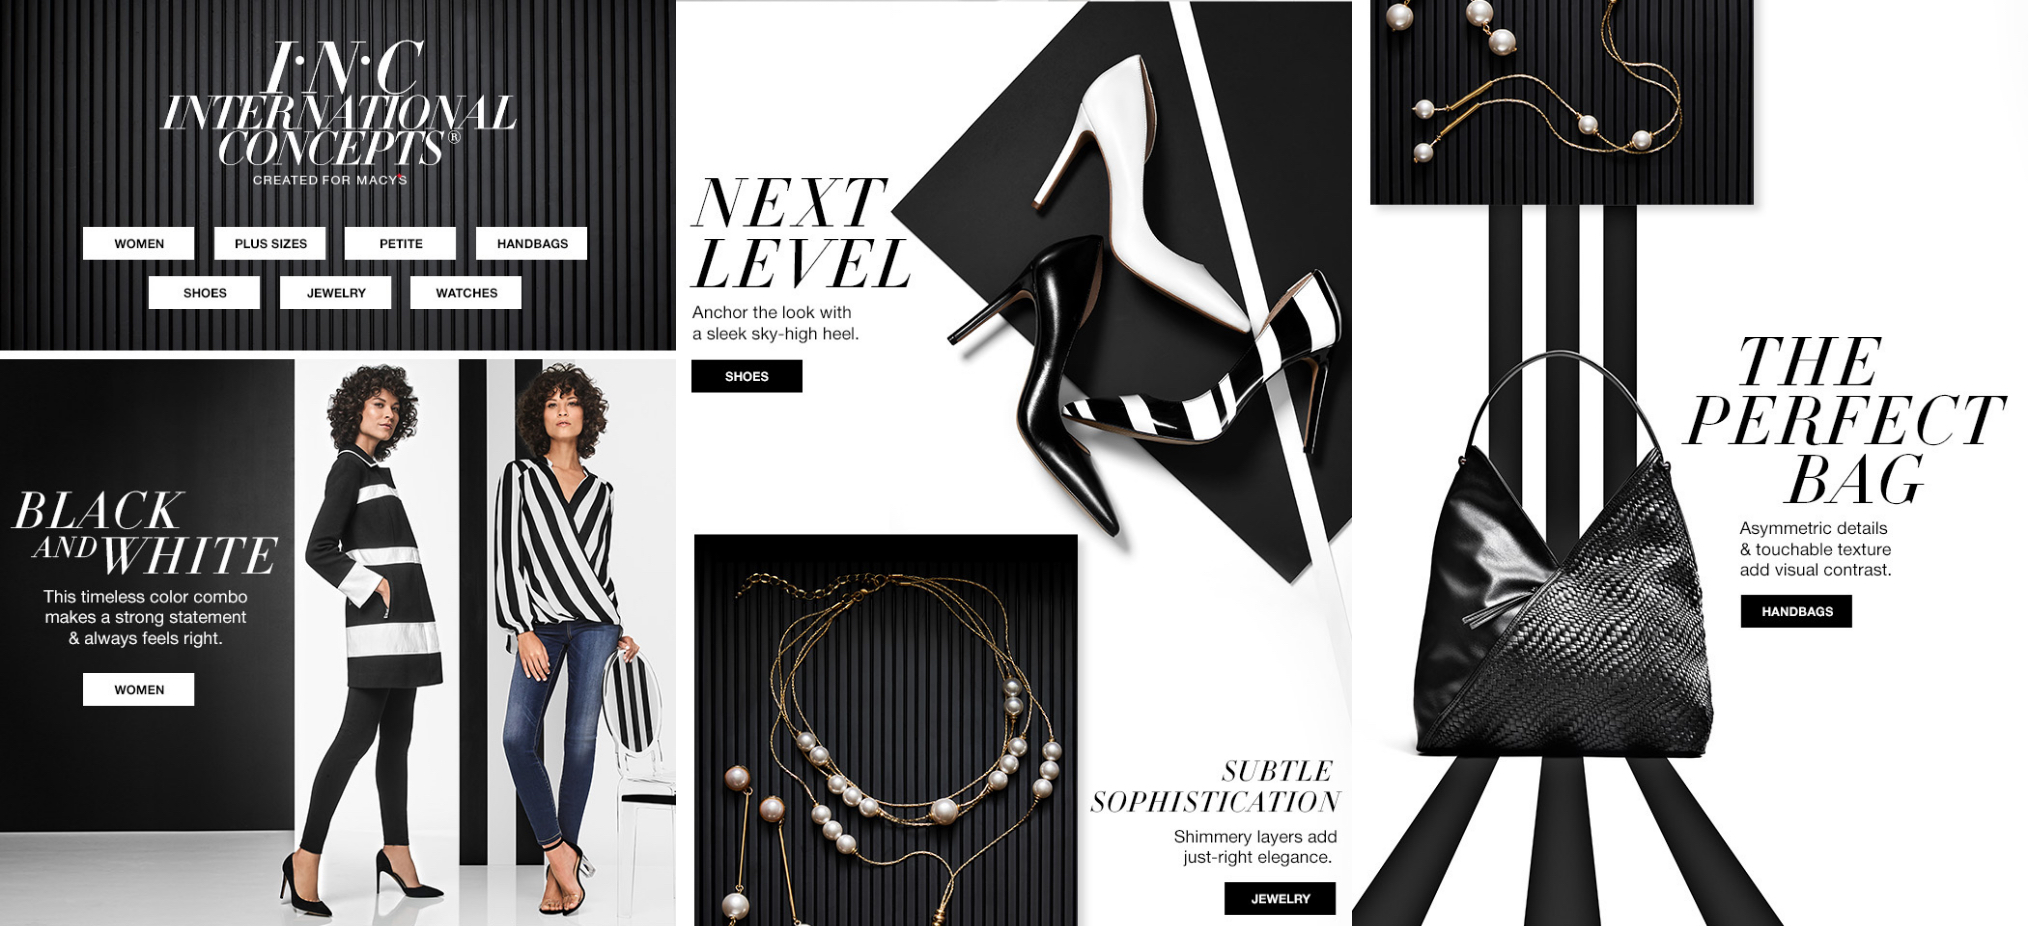 I·N·C
INTERNATIONAL
CONCEPTS®
CREATED FOR MACY'S
WOMEN
PLUS SIZES
PETITE
HANDBAGS
SHOES
JEWELRY
WATCHES
BLACK
AND WHITE
This timeless color combo
makes a strong statement
& always feels right.
WOMEN
NEXT
LEVEL
Anchor the look with
a sleek sky-high heel.
SHOES
SUBTLE
SOPHISTICATION
Shimmery layers add
just-right elegance.
JEWELRY
THE
PERFECT
BAG
Asymmetric details
& touchable texture
add visual contrast.
HANDBAGS